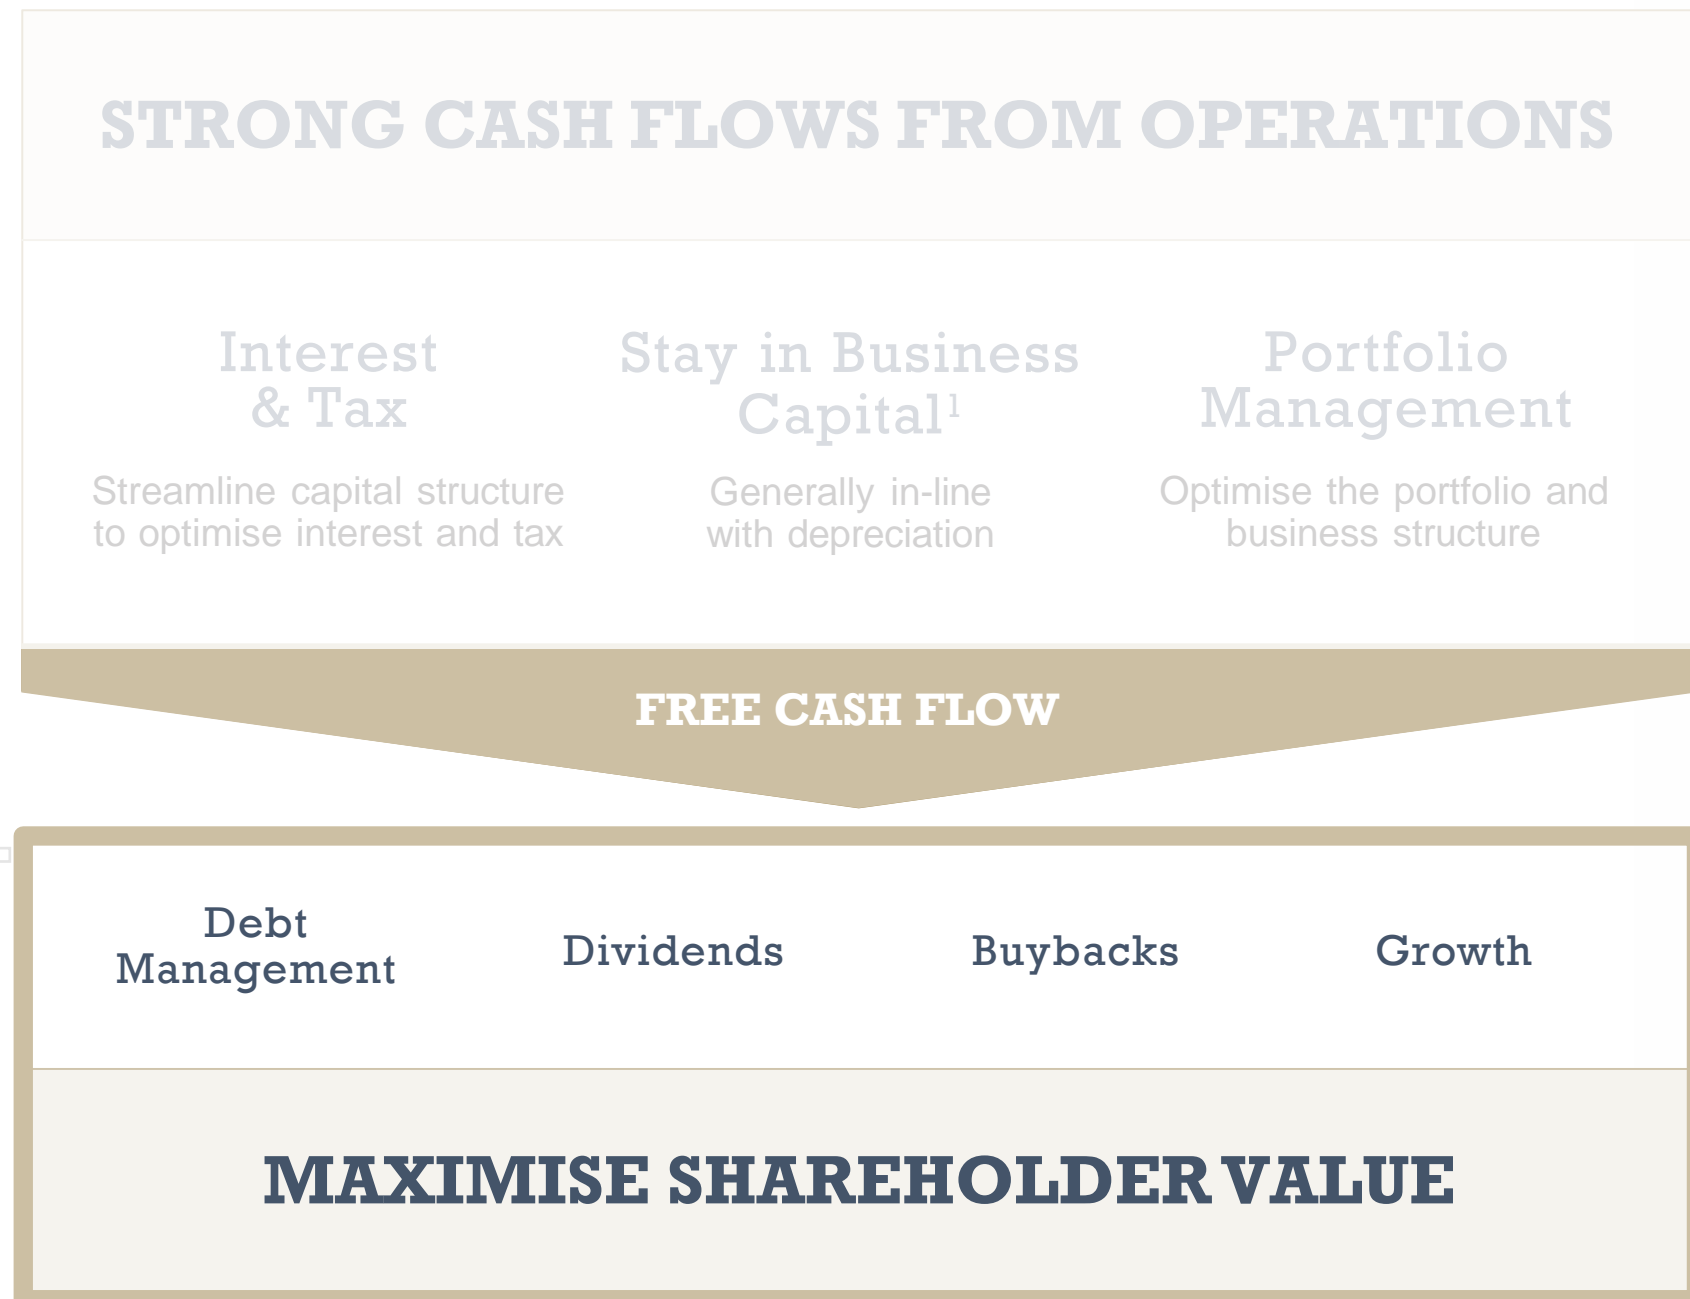 STRONG CASH FLOWS FROM OPERATIONS
Interest
& Tax
Streamline capital structure
to optimise interest and tax
Stay in Business
Capital¹
Generally in-line
with depreciation
Portfolio
Management
Optimise the portfolio and
business structure
FREE CASH FLOW
Debt
Management
Dividends
Buybacks
Growth
MAXIMISE SHAREHOLDER VALUE